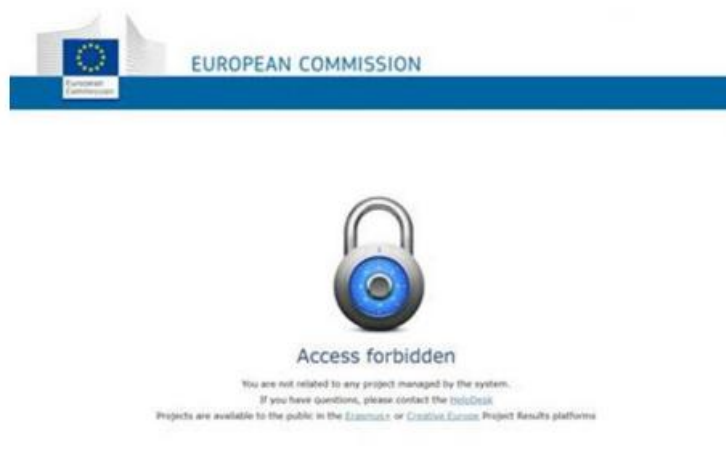 European
Commission
EUROPEAN COMMISSION
Access forbidden
You are not related to any project managed by the system.
If you have questions, please contact the HelpDesk
Projects are available to the public in the Erasmus+ or Creative Europe Project Results platforms